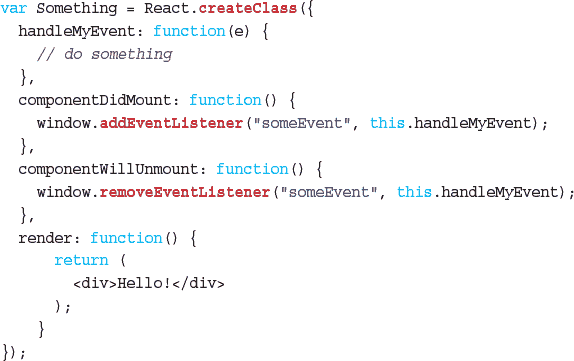 var Something = React.createClass({
  handleMyEvent: function(e) {
    // do something
  },
  componentDidMount: function() {
    window.addEventListener("someEvent", this.handleMyEvent);
  },
  componentWillUnmount: function() {
    window.removeEventListener("someEvent", this.handleMyEvent);
  },
  render: function() {
      return (
        <div>Hello!</div>
      );
    }
});